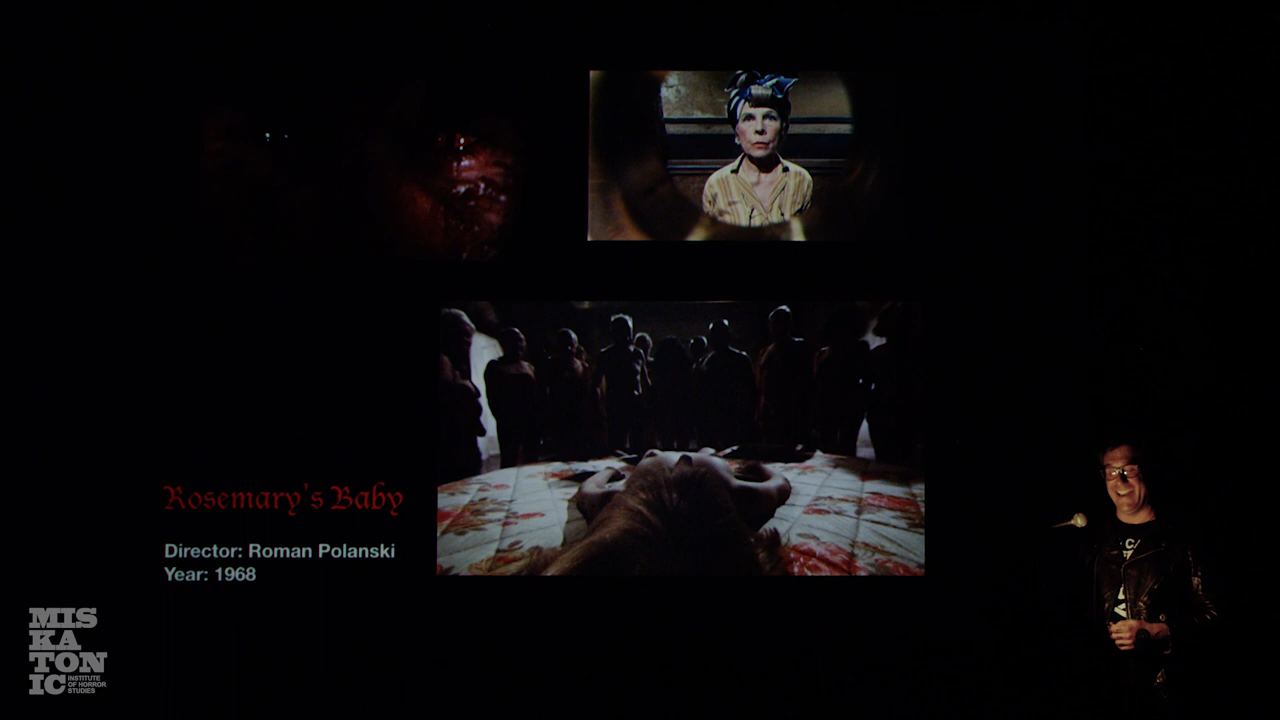 Rosemary's Baby
Director: Roman Polanski
Year: 1968
MIS
KA
TON
IC INSTITUTE
OF HORROR
STUDIES